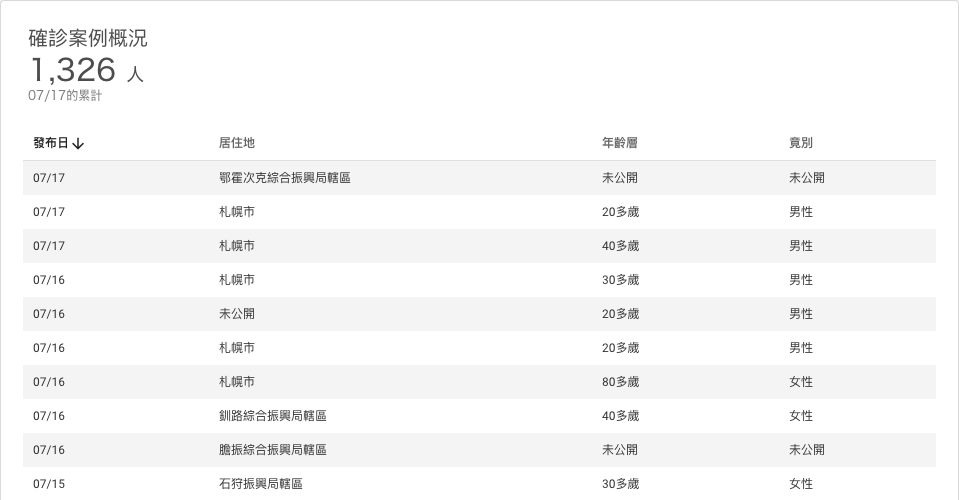 確診案例概況
1,326 人
07/17的累計
發布日↓ 居住地 年齡層 竟別
07/17 鄂霍次克綜合振興局轄區 未公開 未公開
07/17 札幌市 20多歲 男性
07/17 札幌市 40多歲 男性
07/16 札幌市 30多歲 男性
07/16 未公開 20多歲 男性
07/16 札幌市 20多歲 男性
07/16 札幌市 80多歲 女性
07/16 釧路綜合振興局轄區 40多歲 女性
07/16 膽振綜合振興局轄區 未公開 未公開
07/15 石狩振興局轄區 30多歲 女性